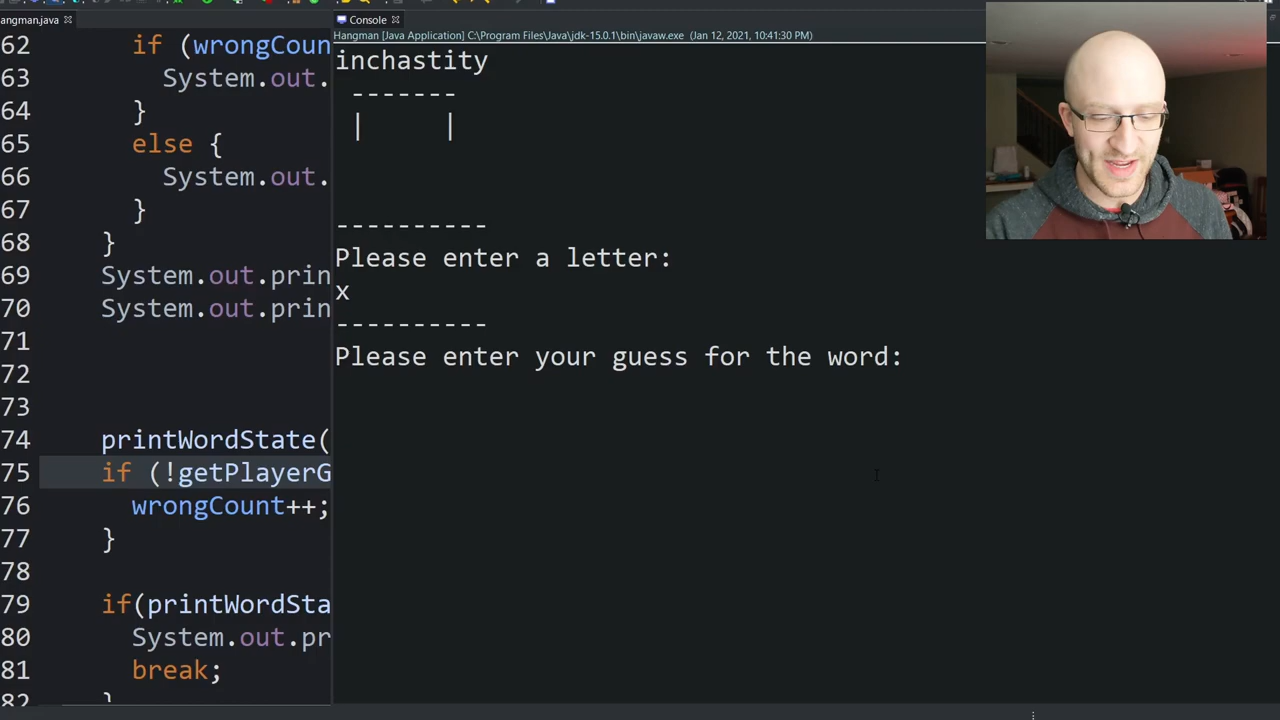 angman.java
Console
Hangman [Java Application] C:\Program Files\Java\jdk-15.0.1\bin\javaw.exe (Jan 12, 2021, 10:41:30 PM)
62 if (wrongCoun
63 System.out.
64 }
65 else {
66 System.out.
67 }
68 }
69 System.out.prin
70 System.out.prin
71
72
73
74 printWordState(
75 if (!getPlayerG
76 wrongCount++;
77 }
78
79 if(printWordSta
80 System.out.pr
81 break;
82 }
inchastity
-------
| |
----------
Please enter a letter:
x
----------
Please enter your guess for the word: